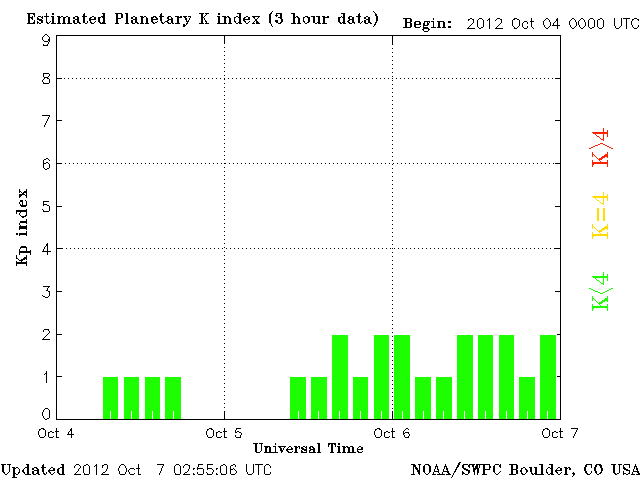 Estimated Planetary K index (3 hour data)
Begin: 2012 Oct 04 0000 UTC
9
8
7
6
5
4
3
2
1
0
Kp index
Oct 4
Oct 5
Oct 6
Oct 7
Universal Time
K>4
K=4
K<4
Updated 2012 Oct 7 02:55:06 UTC
NOAA/SWPC Boulder, CO USA